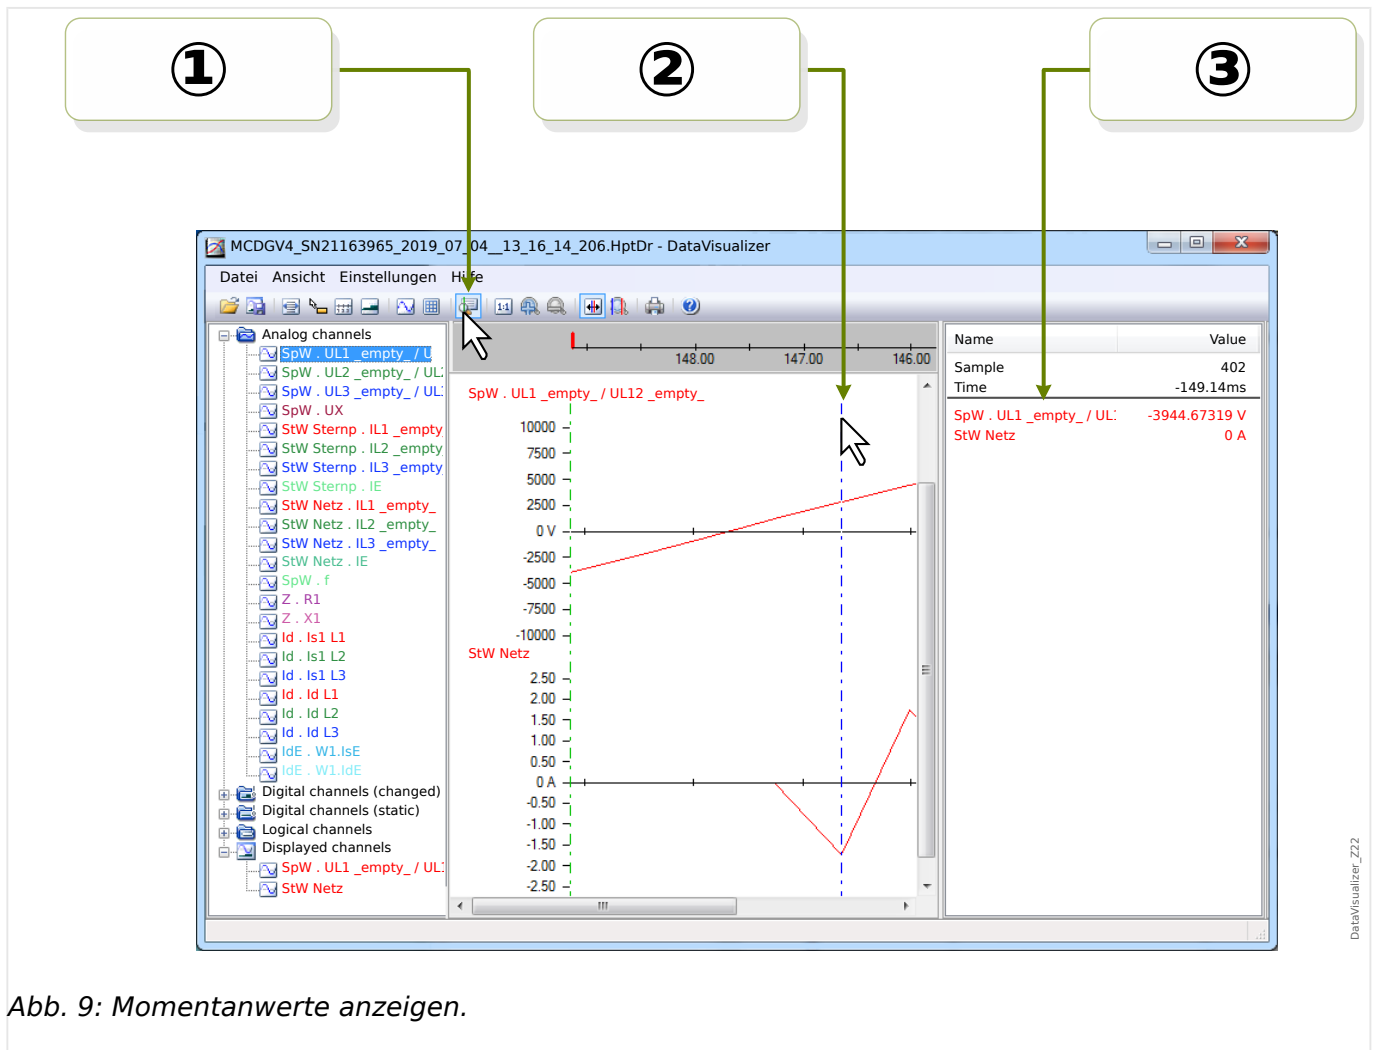 ① ② ③
MCDGV4_SN21163965_2019_07_04__13_16_14_206.HptDr - DataVisualizer
Datei Ansicht Einstellungen Hilfe
1:1
Analog channels
SpW . UL1 _empty_ / U
SpW . UL2 _empty_ / UL
SpW . UL3 _empty_ / UL
SpW . UX
StW Sternp . IL1 _empty
StW Sternp . IL2 _empty
StW Sternp . IL3 _empty
StW Sternp . IE
StW Netz . IL1 _empty_
StW Netz . IL2 _empty_
StW Netz . IL3 _empty_
StW Netz . IE
SpW . f
Z . R1
Z . X1
Id . Is1 L1
Id . Is1 L2
Id . Is1 L3
Id . Id L1
Id . Id L2
Id . Id L3
IdE . W1.IsE
IdE . W1.IdE
Digital channels (changed)
Digital channels (static)
Logical channels
Displayed channels
SpW . UL1 _empty_ / UL
StW Netz
148.00 147.00 146.00
SpW . UL1 _empty_ / UL12 _empty_
10000
7500
5000
2500
0 V
-2500
-5000
-7500
-10000
StW Netz
2.50
2.00
1.50
1.00
0.50
0 A
-0.50
-1.00
-1.50
-2.00
-2.50
Name Value
Sample 402
Time -149.14ms
SpW . UL1 _empty_ / UL -3944.67319 V
StW Netz 0 A
DataVisualizer_Z22
Abb. 9: Momentanwerte anzeigen.